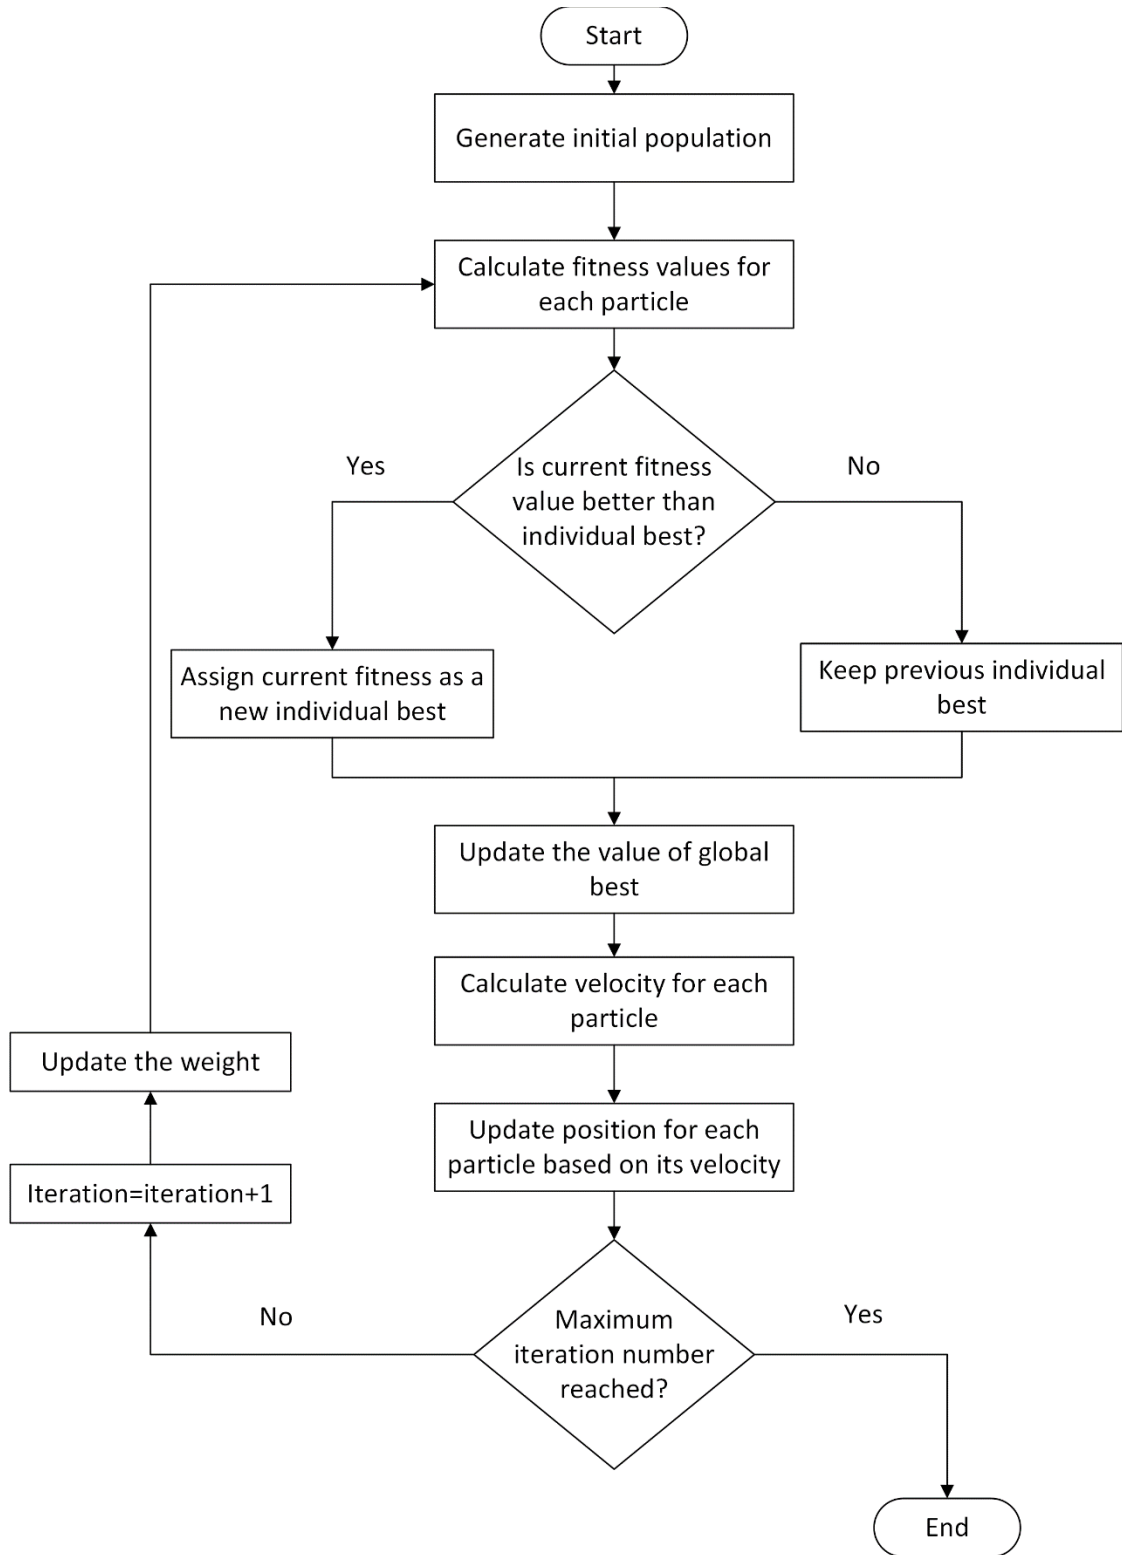 Start
Generate initial population
Calculate fitness values for
each particle
Yes
Is current fitness
value better than
individual best?
No
Assign current fitness as a
new individual best
Keep previous individual
best
Update the value of global
best
Calculate velocity for each
particle
Update the weight
Update position for each
particle based on its velocity
Iteration=iteration+1
No
Maximum
iteration number
reached?
Yes
End